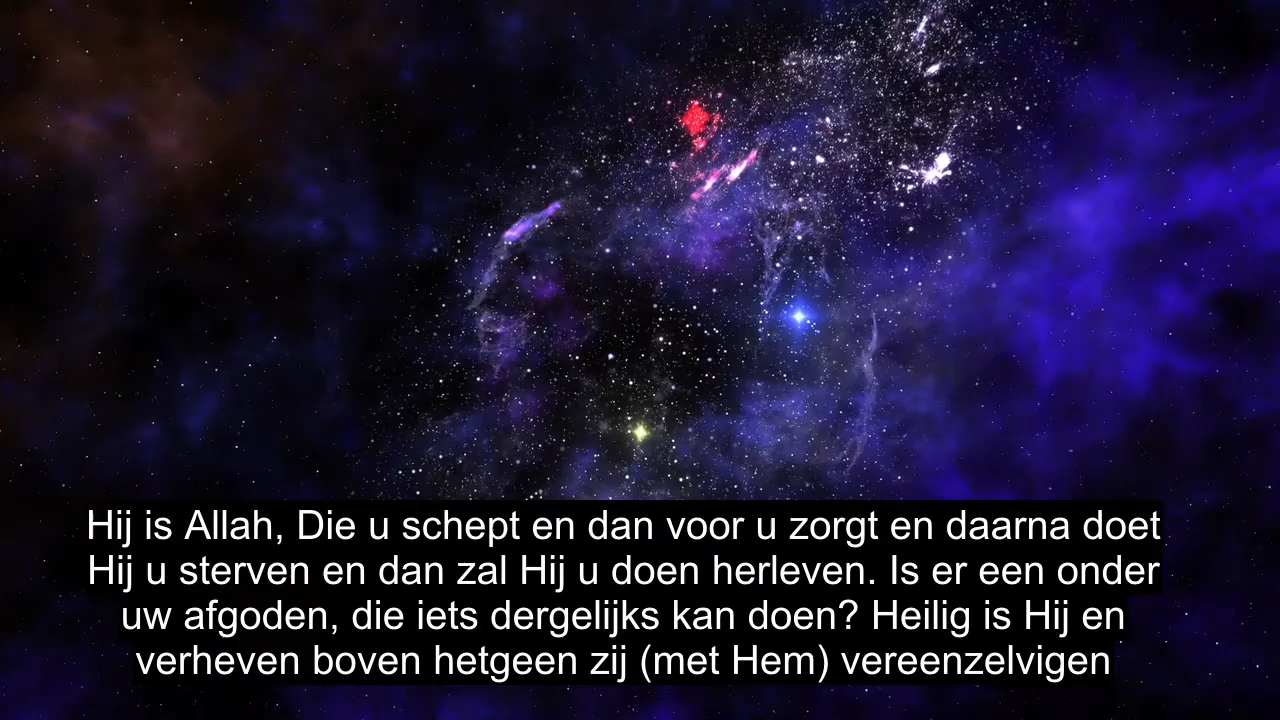 Hij is Allah, Die u schept en dan voor u zorgt en daarna doet
Hij u sterven en dan zal Hij u doen herleven. Is er een onder
uw afgoden, die iets dergelijks kan doen? Heilig is Hij en
verheven boven hetgeen zij (met Hem) vereenzelvigen